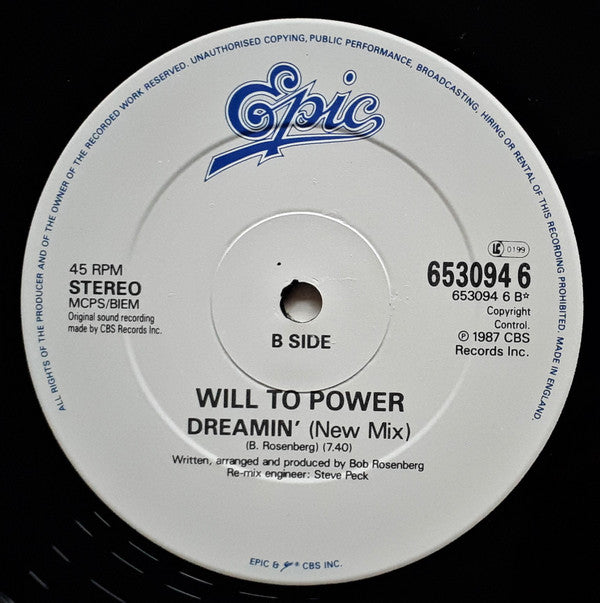 ALL RIGHTS OF THE PRODUCER AND OF THE OWNER OF THE RECORDED WORK RESERVED. UNAUTHORISED COPYING, PUBLIC PERFORMANCE, BROADCASTING, HIRING OR RENTAL OF THIS RECORDING PROHIBITED. MADE IN ENGLAND.
Epic
45 RPM
STEREO
MCPS/BIEM
Original sound recording
made by CBS Records Inc.
LC 0199
653094 6
653094 6 B☆
Copyright
Control.
℗ 1987 CBS
Records Inc.
B SIDE
WILL TO POWER
DREAMIN' (New Mix)
(B. Rosenberg) (7.40)
Written, arranged and produced by Bob Rosenberg
Re-mix engineer: Steve Peck
EPIC & CBS INC.